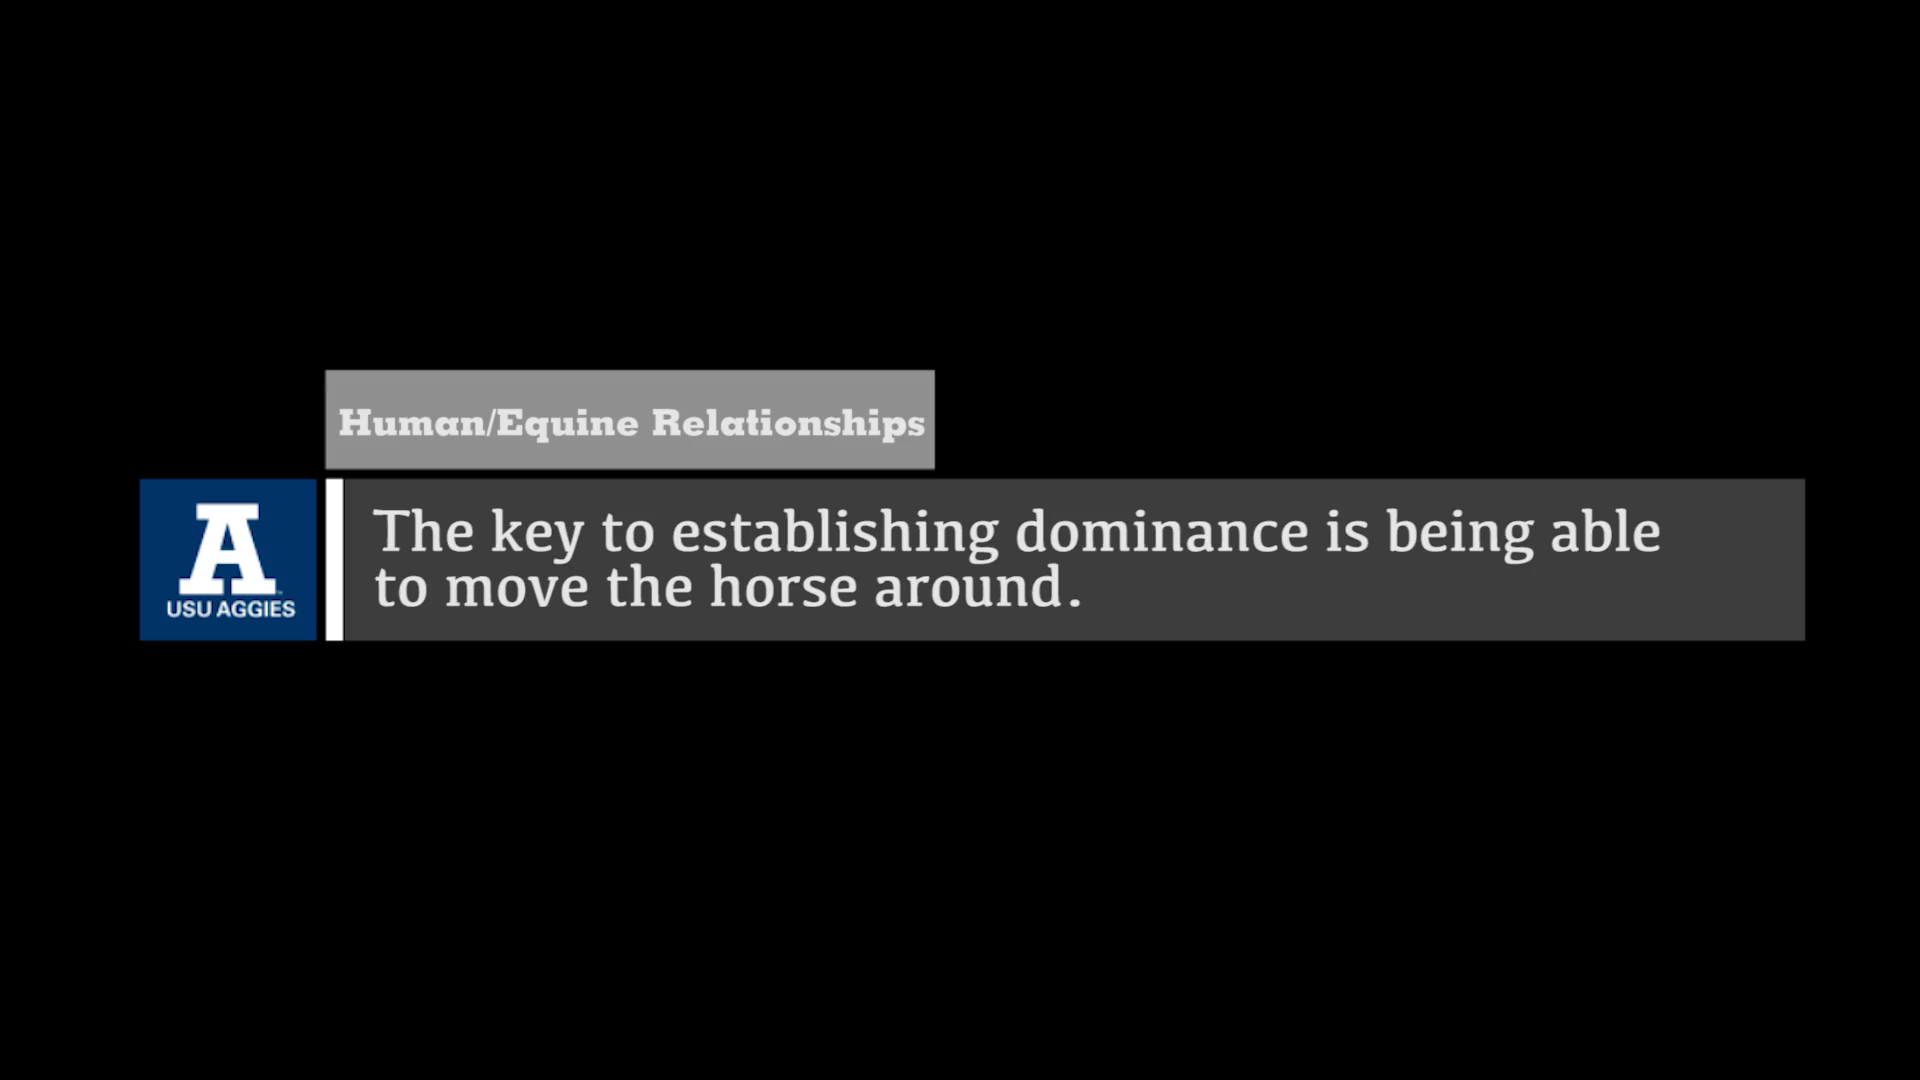 Human/Equine Relationships
The key to establishing dominance is being able
to move the horse around.
A
USU AGGIES